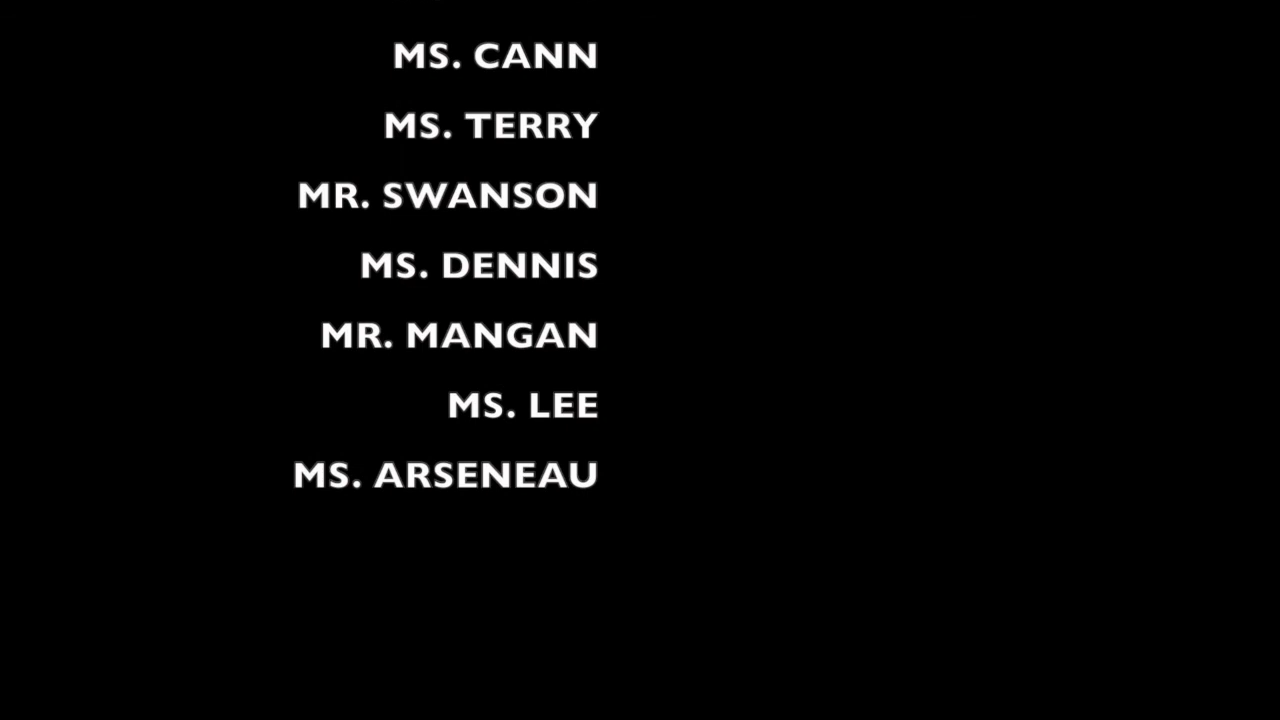 MS. CANN
MS. TERRY
MR. SWANSON
MS. DENNIS
MR. MANGAN
MS. LEE
MS. ARSENEAU